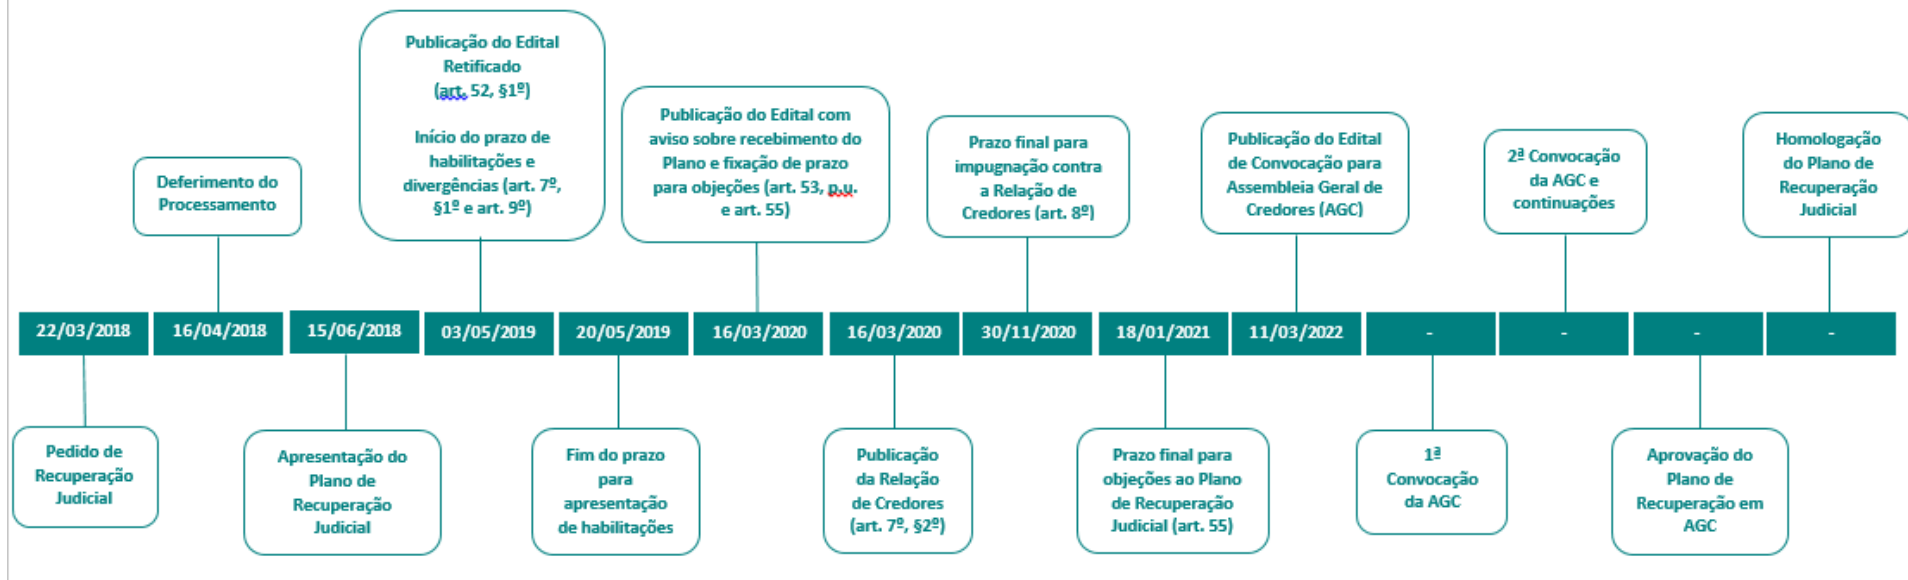 Publicação do Edital
Retificado
(art. 52, §1º)
Início do prazo de
habilitações e
divergências (art. 7º,
§1º e art. 9º)
Publicação do Edital com
aviso sobre recebimento do
Plano e fixação de prazo
para objeções (art. 53, p.u.
e art. 55)
Prazo final para
impugnação contra
a Relação de
Credores (art. 8º)
Publicação do Edital
de Convocação para
Assembleia Geral de
Credores (AGC)
2ª Convocação
da AGC e
continuações
Homologação
do Plano de
Recuperação
Judicial
Deferimento do
Processamento
22/03/2018
16/04/2018
15/06/2018
03/05/2019
20/05/2019
16/03/2020
16/03/2020
30/11/2020
18/01/2021
11/03/2022
-
-
-
-
Pedido de
Recuperação
Judicial
Apresentação do
Plano de
Recuperação
Judicial
Fim do prazo
para
apresentação
de habilitações
Publicação
da Relação
de Credores
(art. 7º, §2º)
Prazo final para
objeções ao Plano
de Recuperação
Judicial (art. 55)
1ª
Convocação
da AGC
Aprovação do
Plano de
Recuperação em
AGC